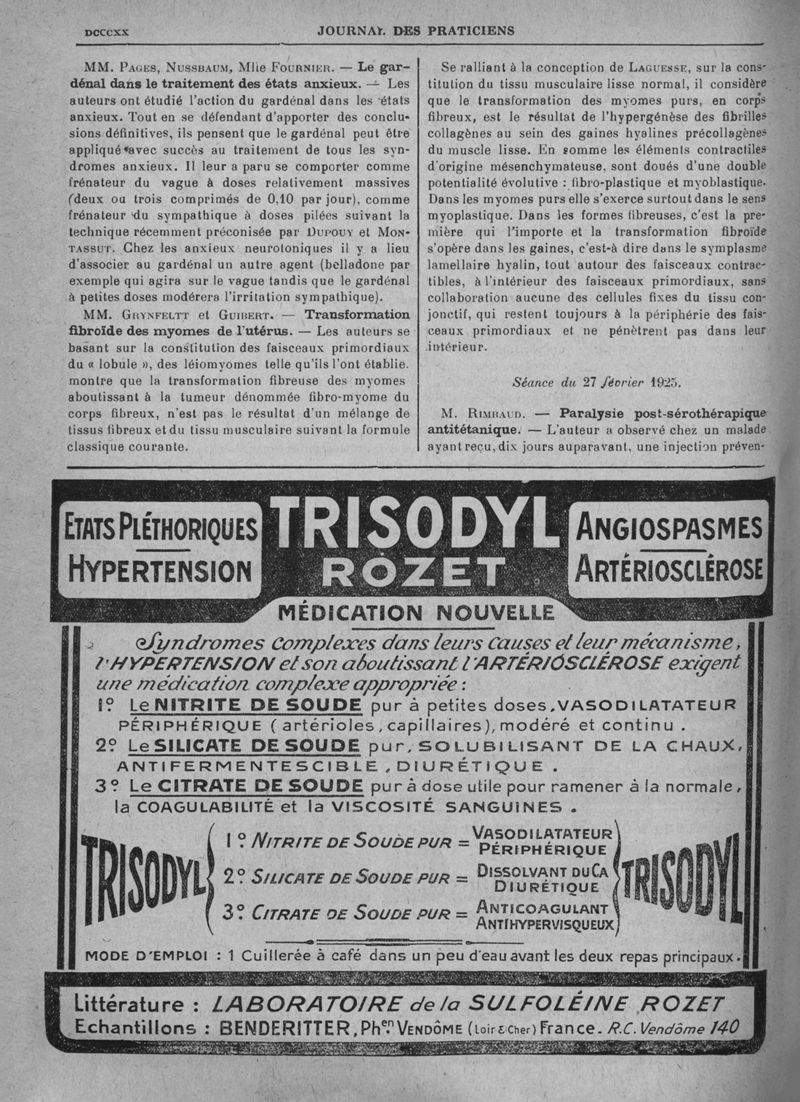 DCCCXX
JOURNAL DES PRATICIENS
MM. PAGES, NUSSBAUM, Mlle FOURNIER. — Le gar-
dénal dans le traitement des états anxieux. — Les
auteurs ont étudié l'action du gardénal dans les états
anxieux. Tout en se défendant d'apporter des conclu-
sions définitives, ils pensent que le gardénal peut être
appliqué avec succès au traitement de tous les syn-
dromes anxieux. Il leur a paru se comporter comme
frénateur du vague à doses relativement massives
(deux ou trois comprimés de 0,10 par jour), comme
frénateur du sympathique à doses pilées suivant la
technique récemment préconisée par DUPOUY et MON-
TASSUT. Chez les anxieux neurotoniques il y a lieu
d'associer au gardénal un autre agent (belladone par
exemple qui agira sur le vague tandis que le gardénal
à petites doses modérera l'irritation sympathique).
MM. GRYNFELTT et GUIBERT. — Transformation
fibroïde des myomes de l'utérus. — Les auteurs se
basant sur la constitution des faisceaux primordiaux
du « lobule », des léiomyomes telle qu'ils l'ont établie.
montre que la transformation fibreuse des myomes
aboutissant à la tumeur dénommée fibro-myome du
corps fibreux, n'est pas le résultat d'un mélange de
tissus fibreux et du tissu musculaire suivant la formule
classique courante.
Se ralliant à la conception de LAGUESSE, sur la cons-
titution du tissu musculaire lisse normal, il considère
que le transformation des myomes purs, en corps
fibreux, est le résultat de l'hypergénèse des fibrilles
collagènes au sein des gaines hyalines précollagènes
du muscle lisse. En somme les éléments contractiles
d'origine mésenchymateuse, sont doués d'une double
potentialité évolutive : fibro-plastique et myoblastique.
Dans les myomes purs elle s'exerce surtout dans le sens
myoplastique. Dans les formes fibreuses, c'est la pre-
mière qui l'importe et la transformation fibroïde
s'opère dans les gaines, c'est-à dire dans le symplasme
lamellaire hyalin, tout autour des faisceaux contrac-
tibles, à l'intérieur des faisceaux primordiaux, sans
collaboration aucune des cellules fixes du tissu con-
jonctif, qui restent toujours à la périphérie des fais-
ceaux primordiaux et ne pénètrent pas dans leur
intérieur.
Séance du 27 février 1925.
M. RIMBAUD. — Paralysie post-sérothérapique
antitétanique. — L'auteur a observé chez un malade
ayant reçu, dix jours auparavant, une injection préven-
ETATS PLÉTHORIQUES
HYPERTENSION
TRISODYL
ROZET
ANGIOSPASMES
ARTÉRIOSCLÉROSE
MÉDICATION NOUVELLE
Syndromes complexes dans leurs causes et leur mécanisme,
l'HYPERTENSION et son aboutissant l'ARTÉRIOSCLÉROSE exigent
une médication complexe appropriée :
1º Le NITRITE DE SOUDE pur à petites doses, VASODILATATEUR
PÉRIPHÉRIQUE (artérioles, capillaires), modéré et continu.
2º Le SILICATE DE SOUDE pur, SOLUBILISANT DE LA CHAUX,
ANTIFERMENTESCIBLE, DIURÉTIQUE.
3º Le CITRATE DE SOUDE pur à dose utile pour ramener à la normale,
la COAGULABILITÉ et la VISCOSITÉ SANGUINES.
TRISODYL
1º NITRITE DE SOUDE PUR = VASODILATATEUR PÉRIPHÉRIQUE
2º SILICATE DE SOUDE PUR = DISSOLVANT DU CA DIURÉTIQUE
3º CITRATE DE SOUDE PUR = ANTICOAGULANT ANTIHYPERVISQUEUX
TRISODYL
MODE D'EMPLOI : 1 Cuillerée à café dans un peu d'eau avant les deux repas principaux.
Littérature : LABORATOIRE de la SULFOLÉINE ROZET
Echantillons : BENDERITTER, Phen. VENDÔME (Loir & Cher) France. R.C. Vendôme 140